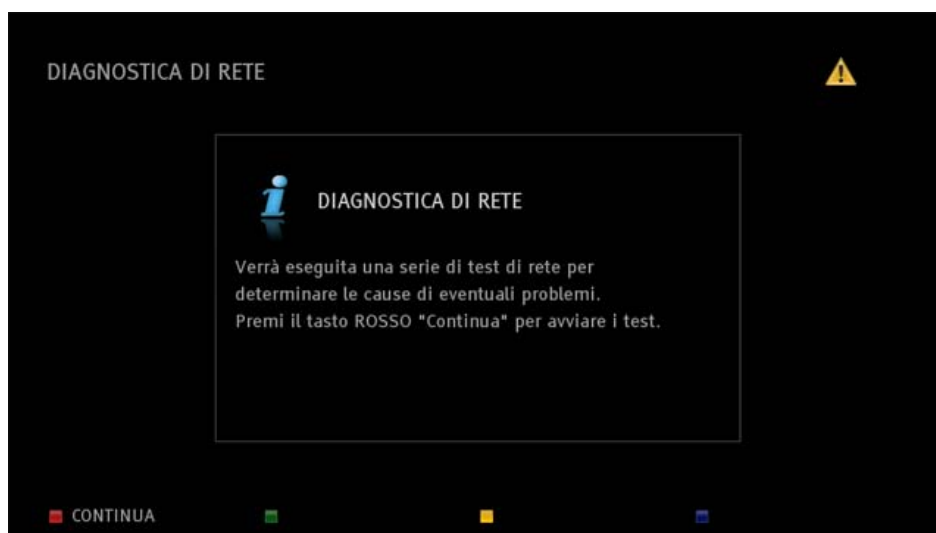 DIAGNOSTICA DI RETE
DIAGNOSTICA DI RETE
Verrà eseguita una serie di test di rete per
determinare le cause di eventuali problemi.
Premi il tasto ROSSO "Continua" per avviare i test.
CONTINUA